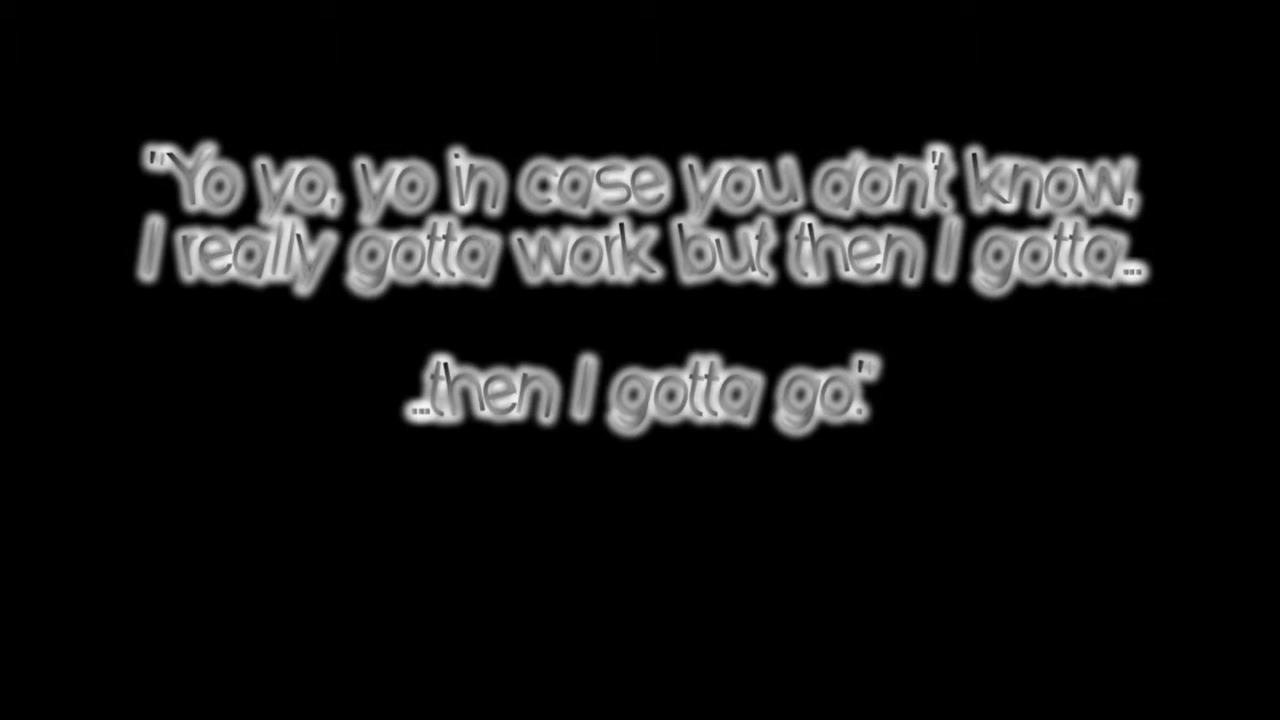 "Yo yo, yo in case you don't know,
I really gotta work but then I gotta...
...then I gotta go."